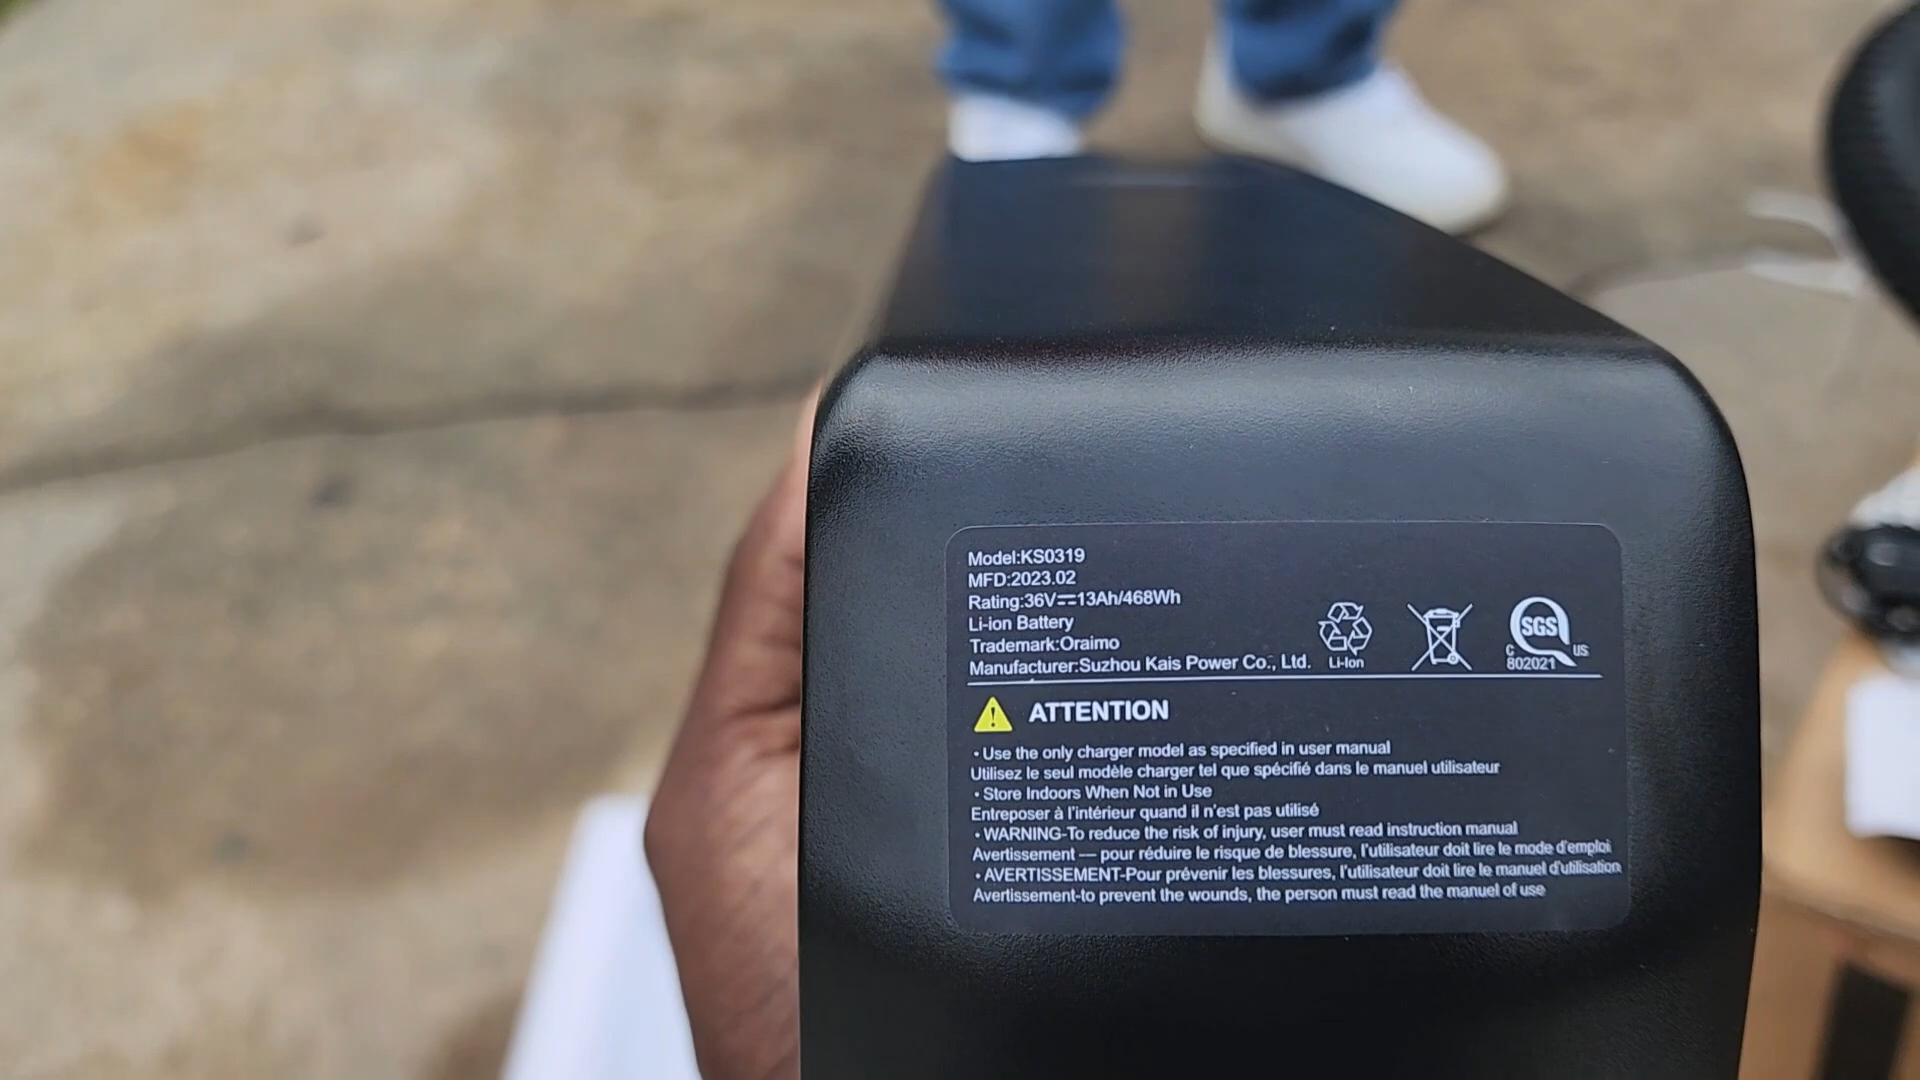 Model:KS0319
MFD:2023.02
Rating:36V⎓13Ah/468Wh
Li-ion Battery
Trademark:Oraimo
Manufacturer:Suzhou Kais Power Co., Ltd.
Li-Ion
SGS
C US
802021
ATTENTION
• Use the only charger model as specified in user manual
Utilisez le seul modèle charger tel que spécifié dans le manuel utilisateur
• Store Indoors When Not in Use
Entreposer à l'intérieur quand il n'est pas utilisé
• WARNING-To reduce the risk of injury, user must read instruction manual
Avertissement — pour réduire le risque de blessure, l'utilisateur doit lire le mode d'emploi
• AVERTISSEMENT-Pour prévenir les blessures, l'utilisateur doit lire le manuel d'utilisation
Avertissement-to prevent the wounds, the person must read the manuel of use